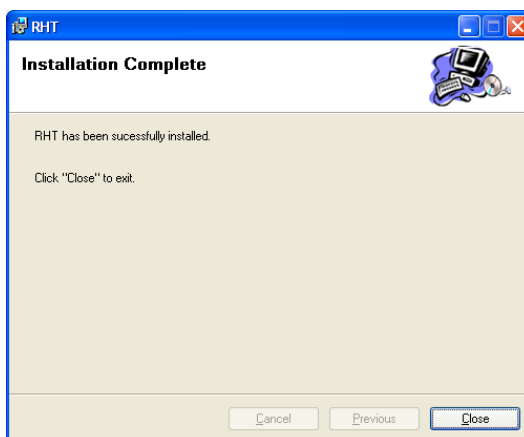 RHT
Installation Complete
RHT has been sucessfully installed.
Click "Close" to exit.
Cancel
Previous
Close